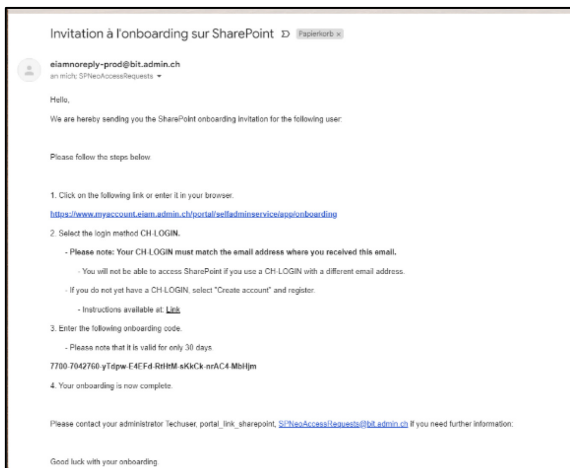 Invitation à l'onboarding sur SharePoint Papierkorb x
eiamnoreply-prod@bit.admin.ch
an mich; SPNeoAccessRequests
Hello,
We are hereby sending you the SharePoint onboarding invitation for the following user:
Please follow the steps below
1. Click on the following link or enter it in your browser.
https://www.myaccount.eiam.admin.ch/portal/selfadminservice/app/onboarding
2. Select the login method CH-LOGIN.
- Please note: Your CH-LOGIN must match the email address where you received this email.
- You will not be able to access SharePoint if you use a CH-LOGIN with a different email address.
- If you do not yet have a CH-LOGIN, select "Create account" and register.
- Instructions available at: Link
3. Enter the following onboarding code.
- Please note that it is valid for only 30 days
7700-7042760-yTdpw-E4EFd-RtHtM-sKkCk-nrAC4-MbHjm
4. Your onboarding is now complete.
Please contact your administrator Techuser, portal_link_sharepoint, SPNeoAccessRequests@bit.admin.ch if you need further information:
Good luck with your onboarding